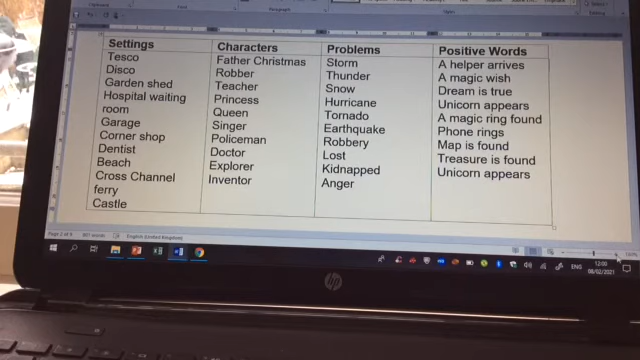 Settings Characters Problems Positive Words
Tesco Father Christmas Storm A helper arrives
Disco Robber Thunder A magic wish
Garden shed Teacher Snow Dream is true
Hospital waiting Princess Hurricane Unicorn appears
room Queen Tornado A magic ring found
Garage Singer Earthquake Phone rings
Corner shop Policeman Robbery Map is found
Dentist Doctor Lost Treasure is found
Beach Explorer Kidnapped Unicorn appears
Cross Channel Inventor Anger
ferry
Castle
English (United Kingdom)
ENG
12:00
08/02/2021
hp